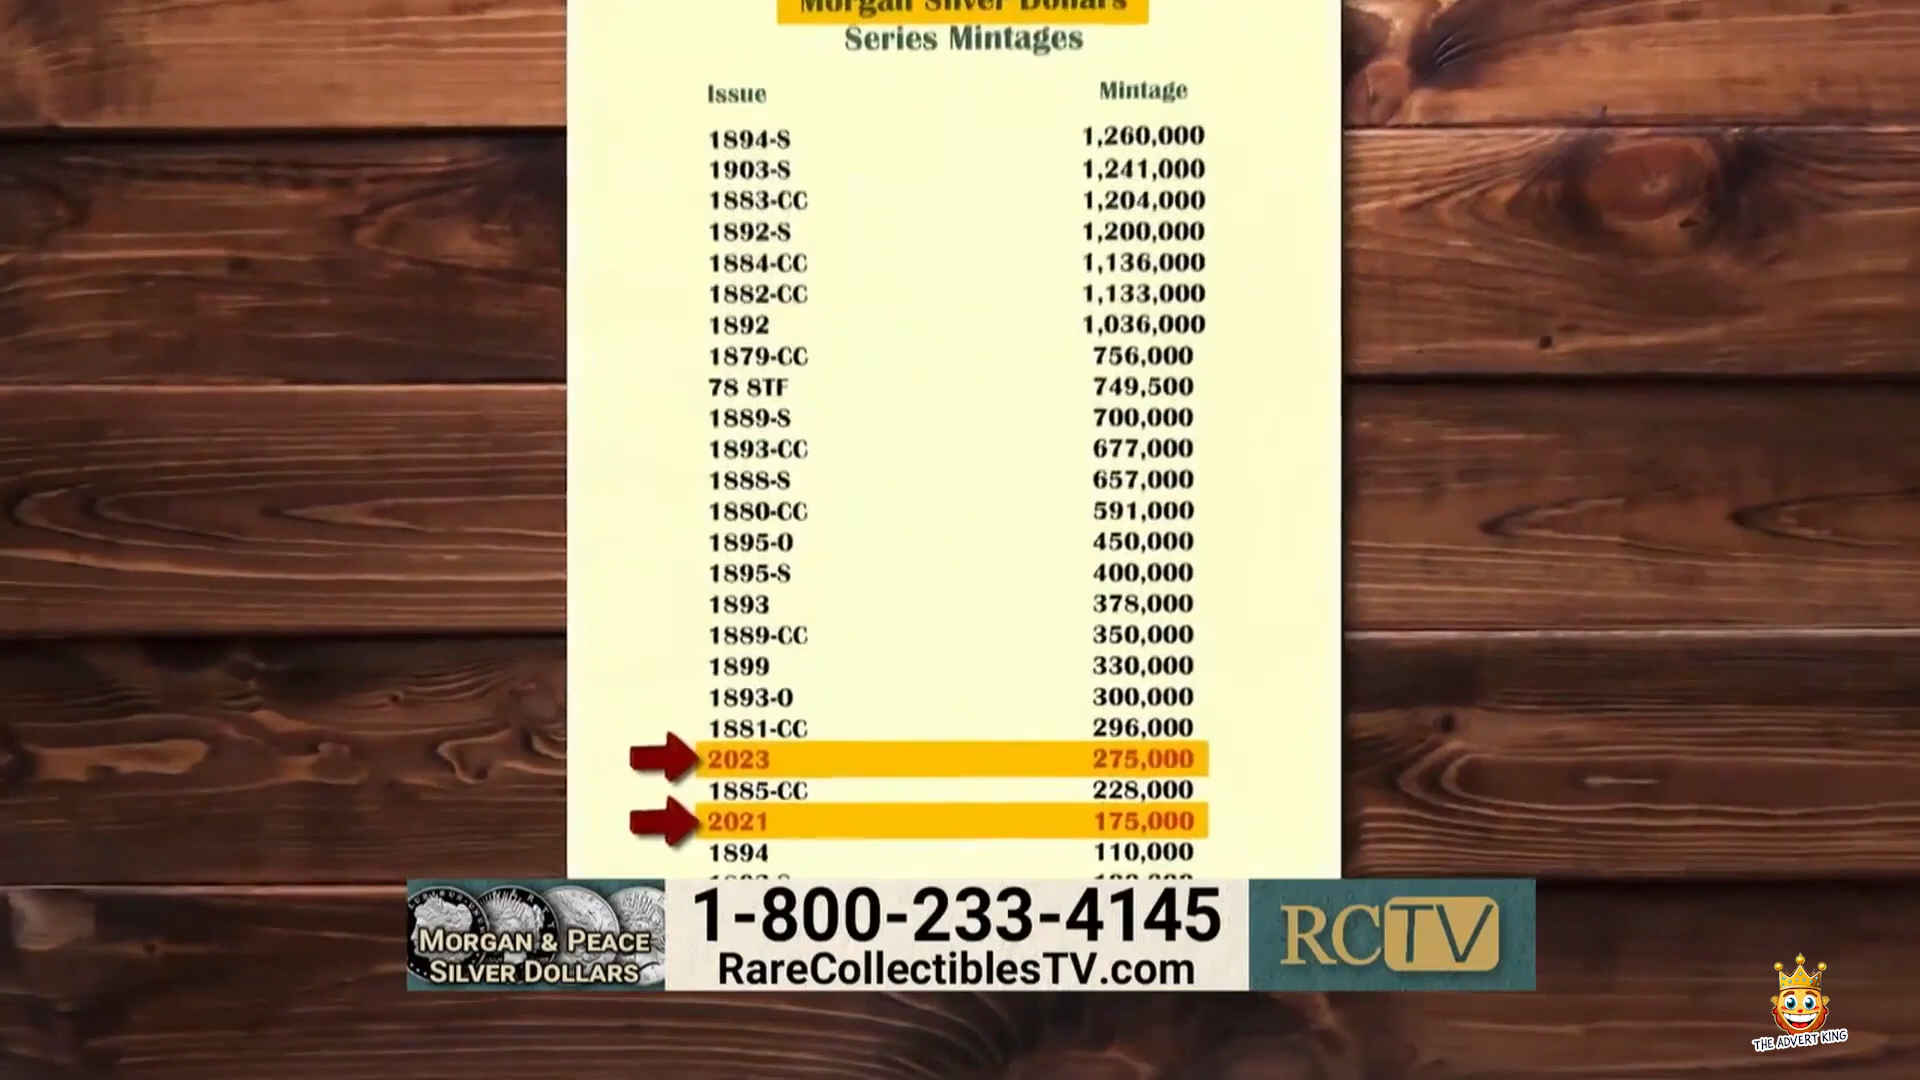 Morgan Silver Dollars
Series Mintages
Issue Mintage
1894-S 1,260,000
1903-S 1,241,000
1883-CC 1,204,000
1892-S 1,200,000
1884-CC 1,136,000
1882-CC 1,133,000
1892 1,036,000
1879-CC 756,000
78 8TF 749,500
1889-S 700,000
1893-CC 677,000
1888-S 657,000
1880-CC 591,000
1895-O 450,000
1895-S 400,000
1893 378,000
1889-CC 350,000
1899 330,000
1893-O 300,000
1881-CC 296,000
2023 275,000
1885-CC 228,000
2021 175,000
1894 110,000
MORGAN & PEACE
SILVER DOLLARS
1-800-233-4145
RareCollectiblesTV.com
RCTV
THE ADVERT KING